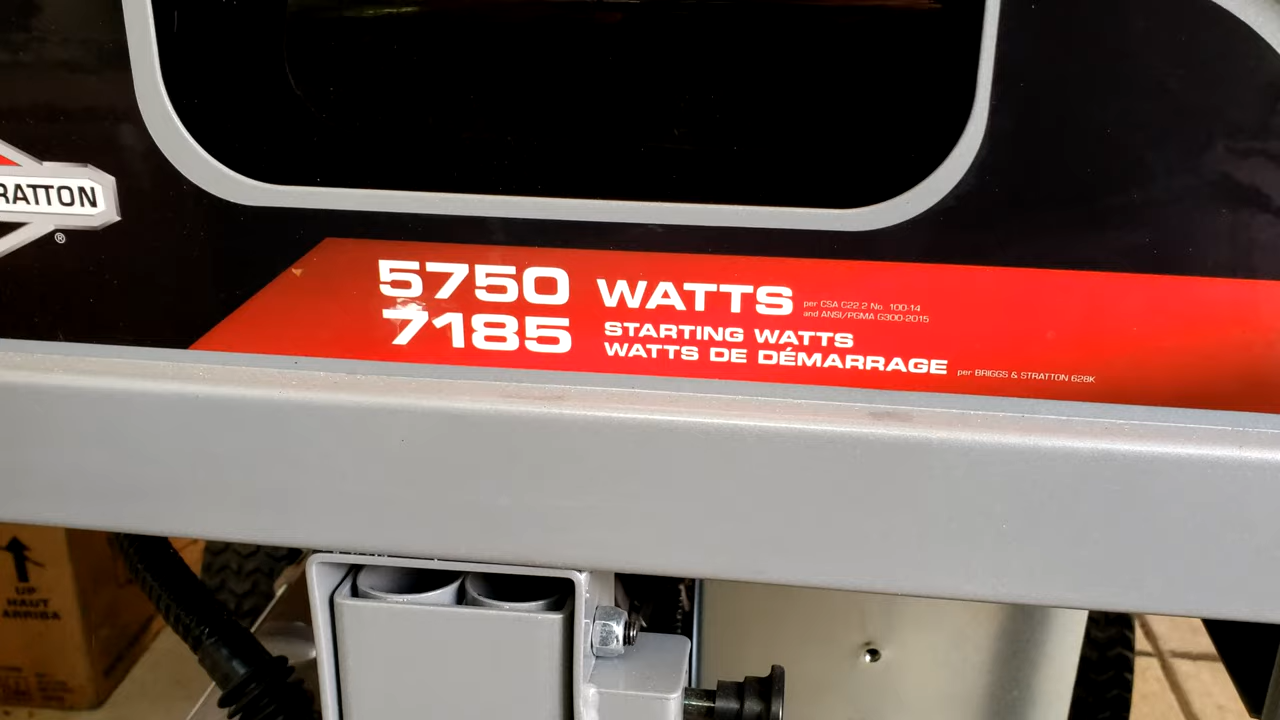 RATTON
®
5750 WATTS per CSA C22.2 No. 100-14
and ANSI/PGMA G300-2015
7185 STARTING WATTS
WATTS DE DÉMARRAGE per BRIGGS & STRATTON 628K
UP
HAUT
ARRIBA